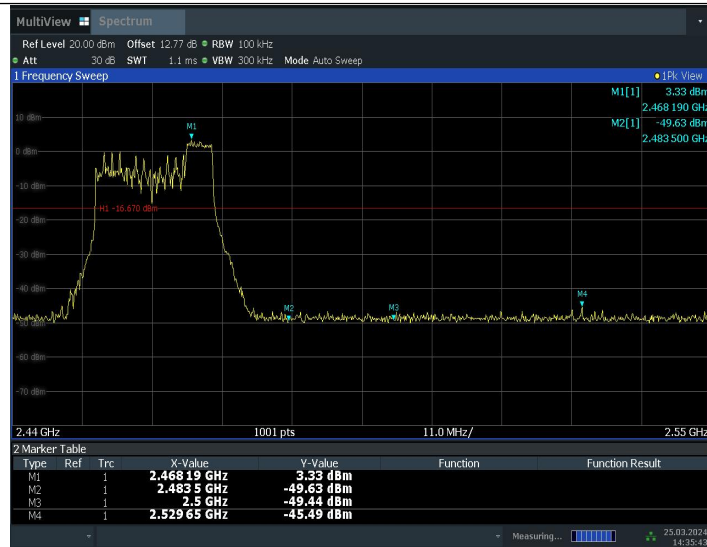 MultiView Spectrum
Ref Level 20.00 dBm Offset 12.77 dB RBW 100 kHz
Att 30 dB SWT 1.1 ms VBW 300 kHz Mode Auto Sweep
1 Frequency Sweep 1Pk View
M1[1] 3.33 dBm
2.468 190 GHz
M2[1] -49.63 dBm
2.483 500 GHz
10 dBm
M1
0 dBm
-10 dBm
H1 -16.670 dBm
-20 dBm
-30 dBm
-40 dBm
M2 M3 M4
-50 dBm
-60 dBm
-70 dBm
2.44 GHz 1001 pts 11.0 MHz/ 2.55 GHz
2 Marker Table
Type Ref Trc X-Value Y-Value Function Function Result
M1 1 2.468 19 GHz 3.33 dBm
M2 1 2.483 5 GHz -49.63 dBm
M3 1 2.5 GHz -49.44 dBm
M4 1 2.529 65 GHz -45.49 dBm
Measuring... 25.03.2024
14:35:43